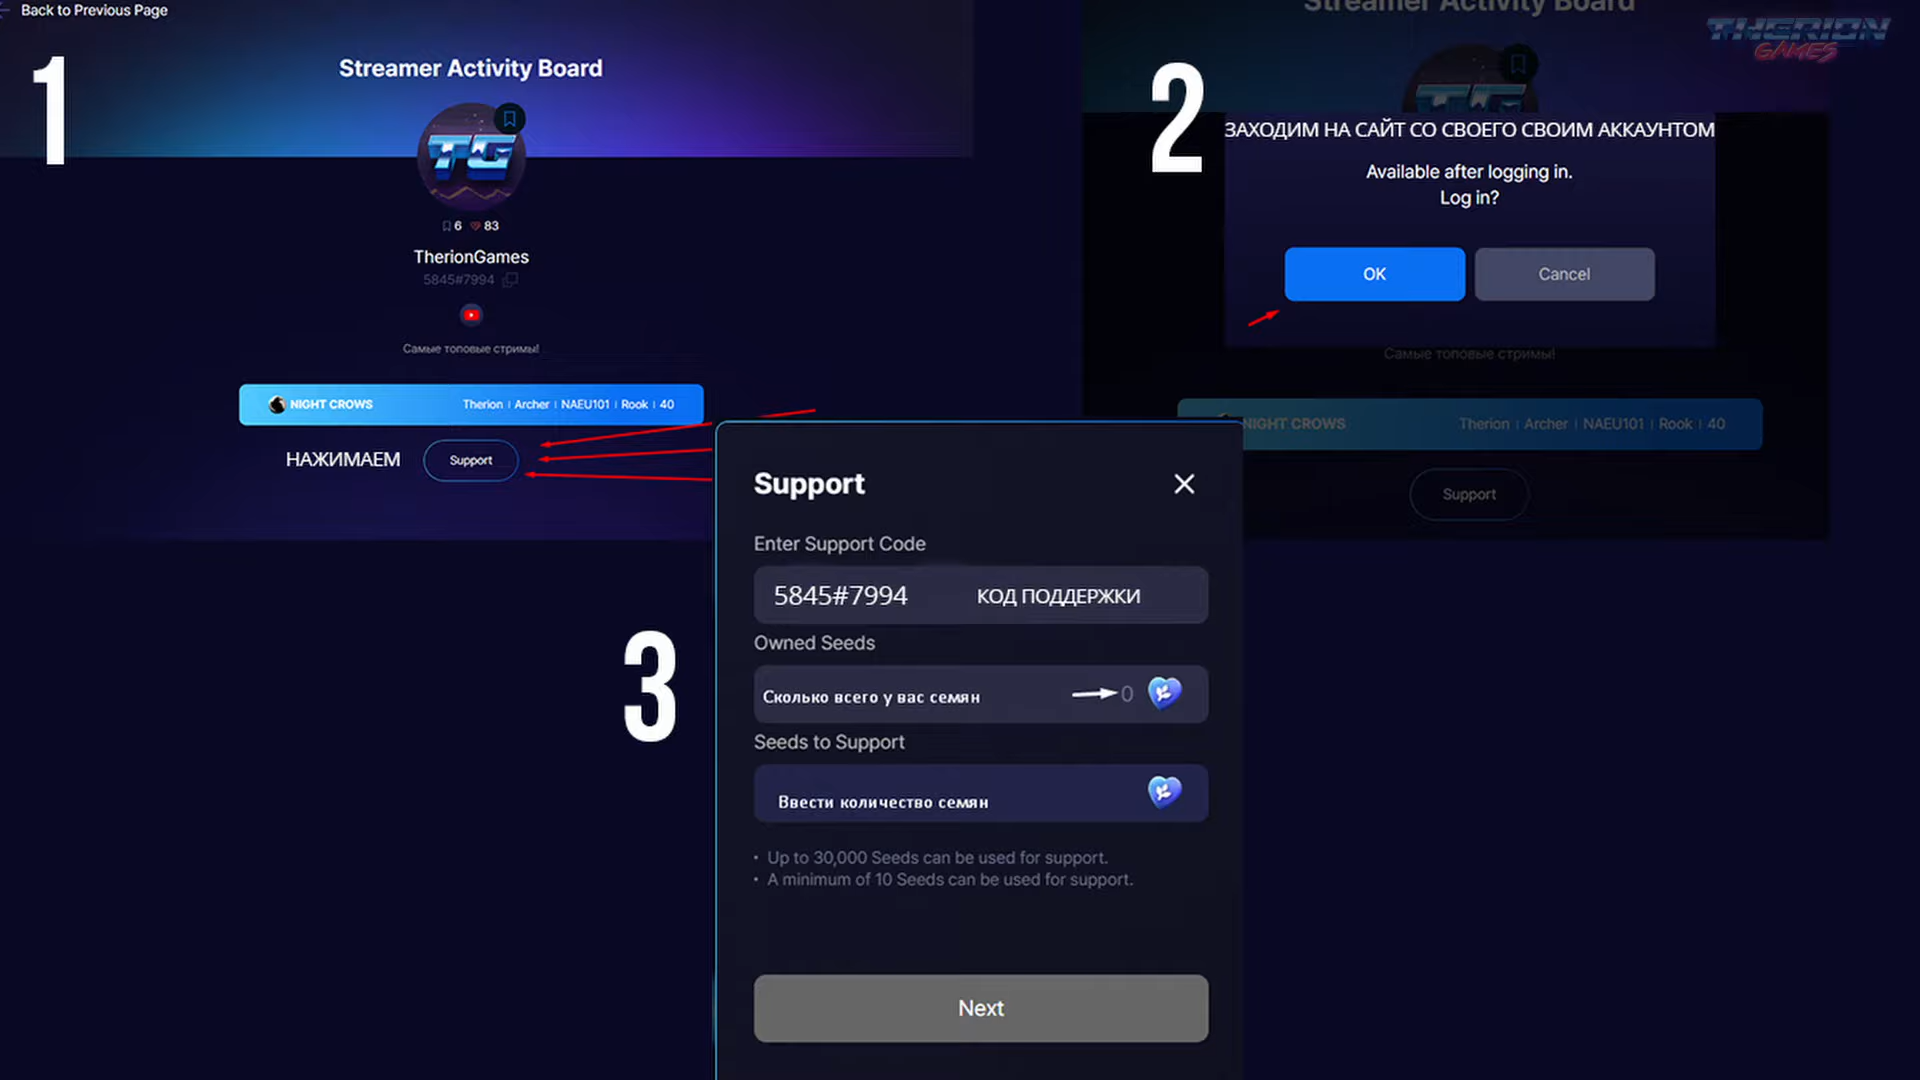 Back to Previous Page
1
Streamer Activity Board
TG
6 83
TherionGames
5845#7994
Самые топовые стримы!
NIGHT CROWS Therion | Archer | NAEU101 | Rook | 40
НАЖИМАЕМ Support
2
Streamer Activity Board
THERION
GAMES
TG
ЗАХОДИМ НА САЙТ СО СВОЕГО СВОИМ АККАУНТОМ
Available after logging in.
Log in?
OK Cancel
Самые топовые стримы!
NIGHT CROWS Therion | Archer | NAEU101 | Rook | 40
Support
3
Support
Enter Support Code
5845#7994 КОД ПОДДЕРЖКИ
Owned Seeds
Сколько всего у вас семян 0
Seeds to Support
Ввести количество семян
• Up to 30,000 Seeds can be used for support.
• A minimum of 10 Seeds can be used for support.
Next